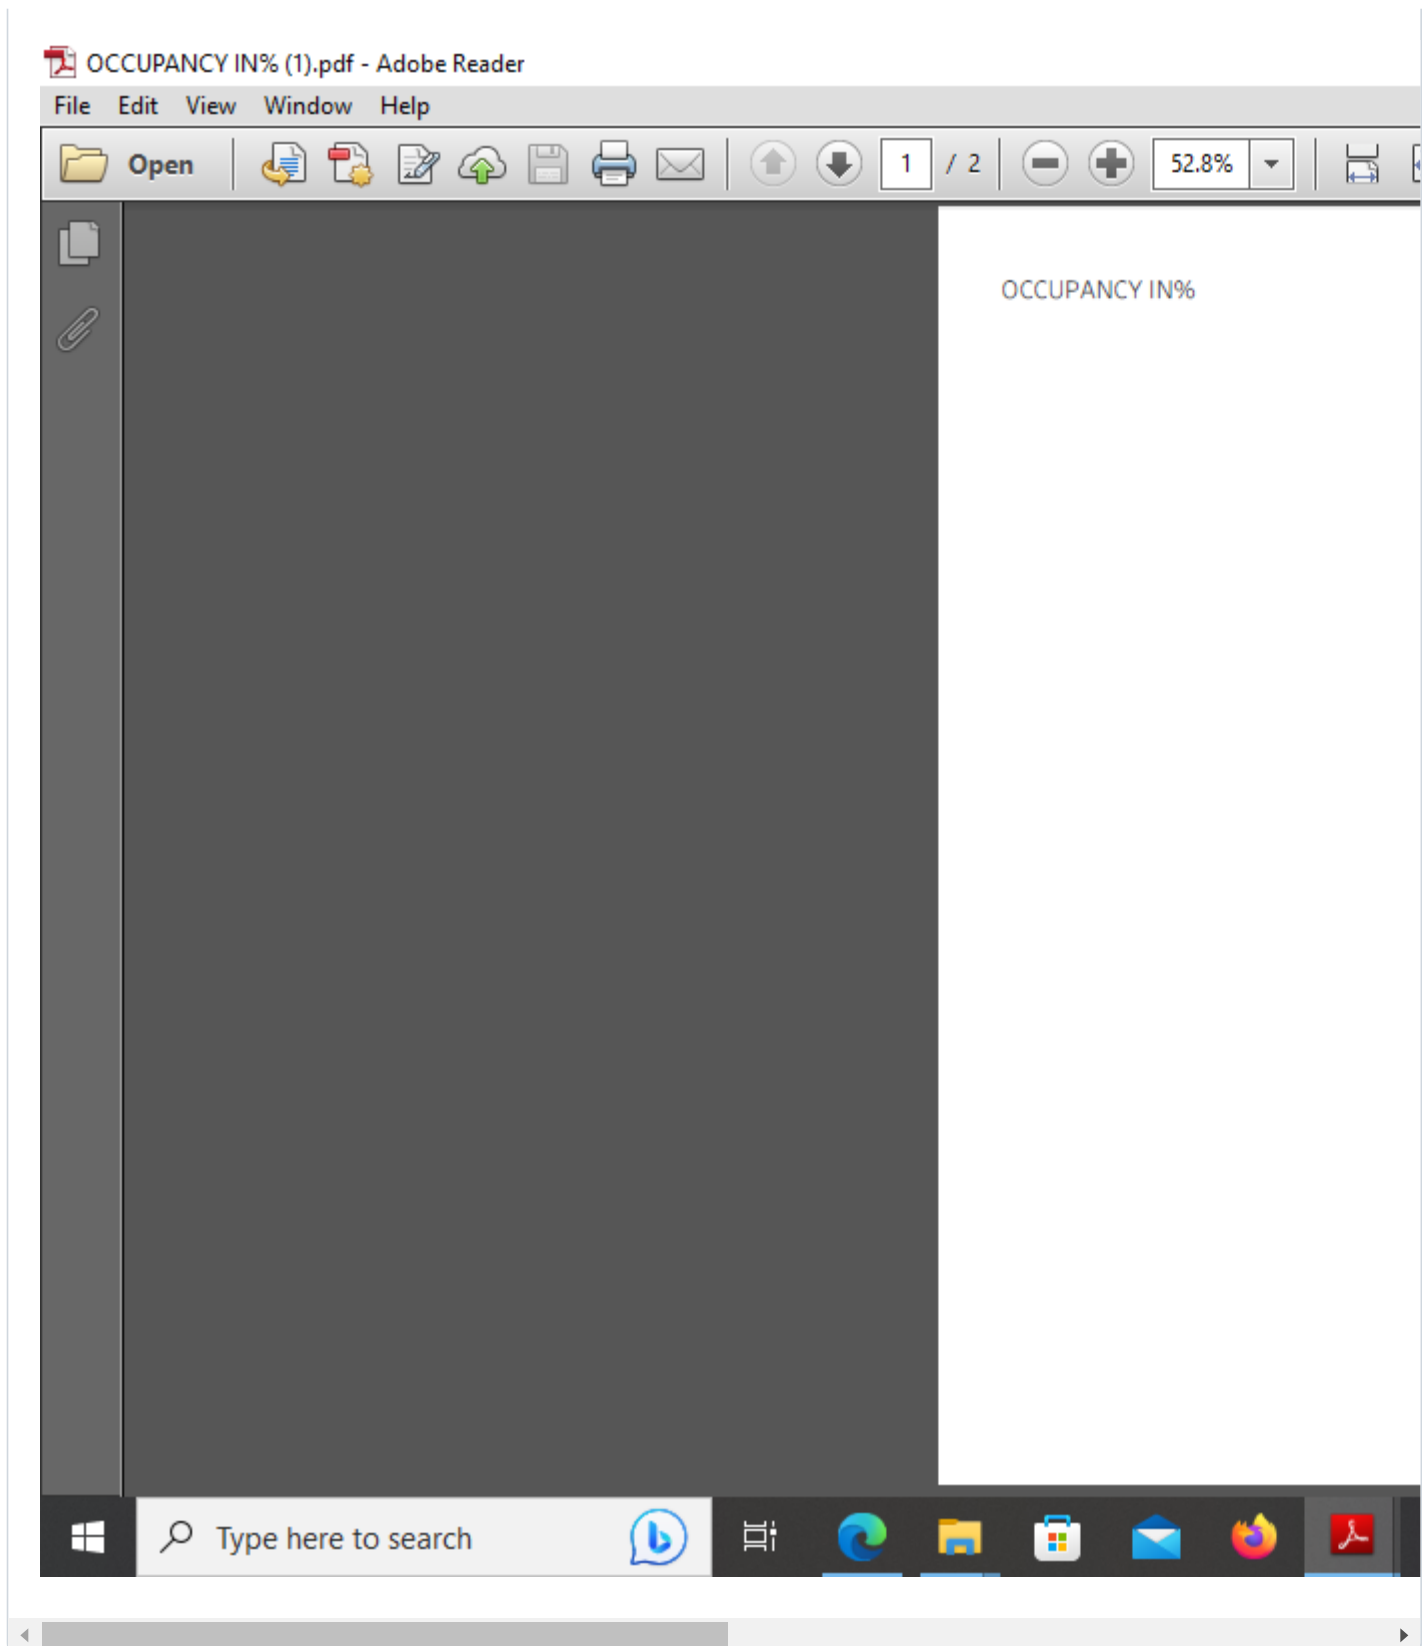 OCCUPANCY IN% (1).pdf - Adobe Reader
File Edit View Window Help
Open 1 / 2 52.8%
OCCUPANCY IN%
Type here to search